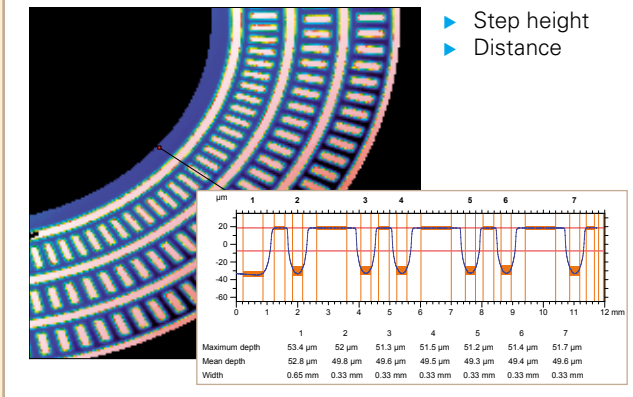 Step height
Distance
µm 1 2 3 4 5 6 7
20
0
-20
-40
-60
0 1 2 3 4 5 6 7 8 9 10 11 12 mm
1 2 3 4 5 6 7
Maximum depth 53.4 µm 52 µm 51.3 µm 51.5 µm 51.2 µm 51.4 µm 51.7 µm
Mean depth 52.8 µm 49.8 µm 49.6 µm 49.5 µm 49.3 µm 49.4 µm 49.6 µm
Width 0.65 mm 0.33 mm 0.33 mm 0.33 mm 0.33 mm 0.33 mm 0.33 mm